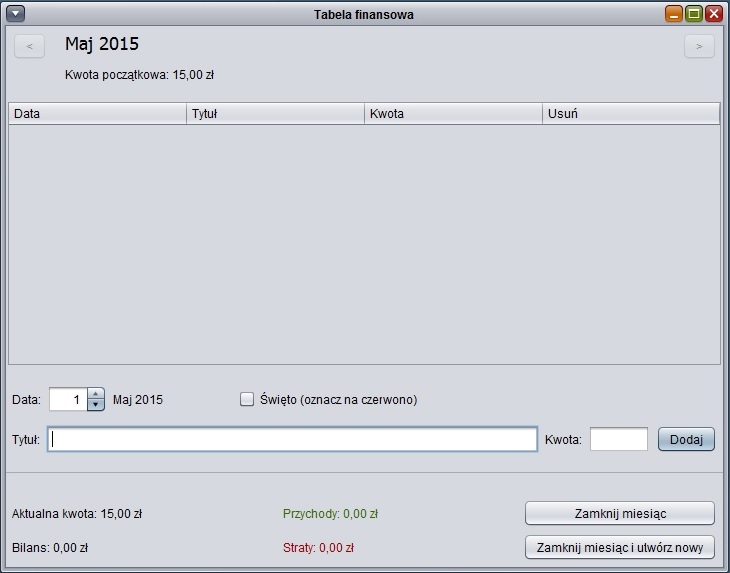 Tabela finansowa
<
Maj 2015
>
Kwota początkowa: 15,00 zł
Data Tytuł Kwota Usuń
Data: 1 Maj 2015 Święto (oznacz na czerwono)
Tytuł: Kwota: Dodaj
Aktualna kwota: 15,00 zł Przychody: 0,00 zł Zamknij miesiąc
Bilans: 0,00 zł Straty: 0,00 zł Zamknij miesiąc i utwórz nowy